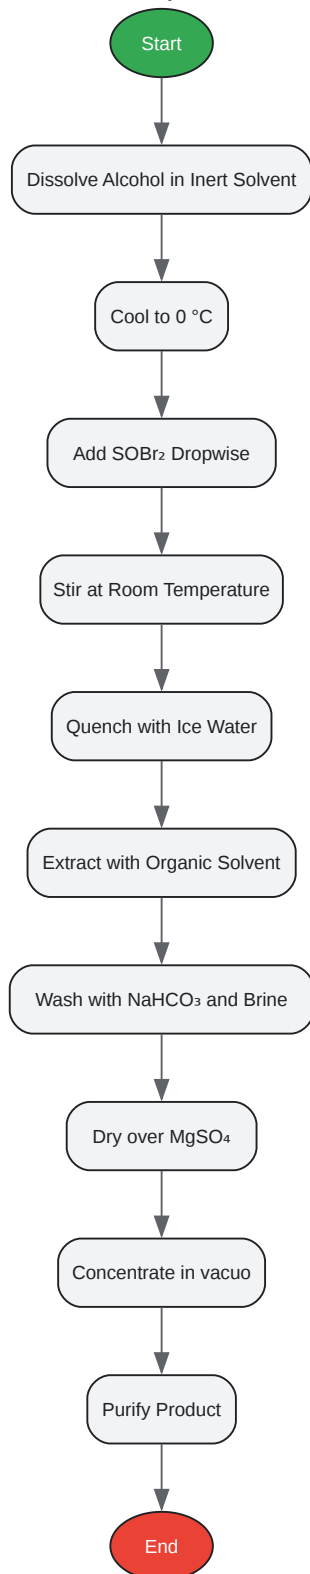 Start
Dissolve Alcohol in Inert Solvent
Cool to 0 °C
Add SOBr₂ Dropwise
Stir at Room Temperature
Quench with Ice Water
Extract with Organic Solvent
Wash with NaHCO₃ and Brine
Dry over MgSO₄
Concentrate in vacuo
Purify Product
End